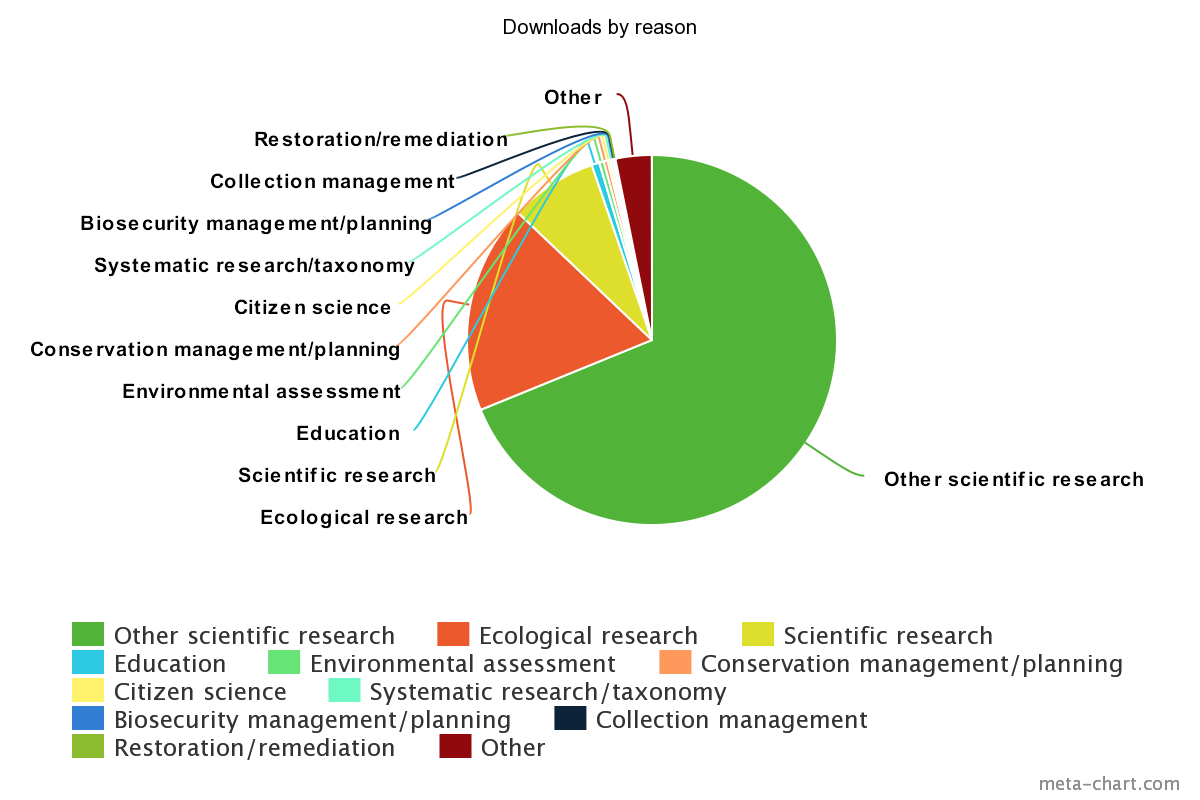 Downloads by reason
Other
Restoration/remediation
Collection management
Biosecurity management/planning
Systematic research/taxonomy
Citizen science
Conservation management/planning
Environmental assessment
Education
Scientific research
Other scientific research
Ecological research
Other scientific research Ecological research Scientific research
Education Environmental assessment Conservation management/planning
Citizen science Systematic research/taxonomy
Biosecurity management/planning Collection management
Restoration/remediation Other
meta-chart.com